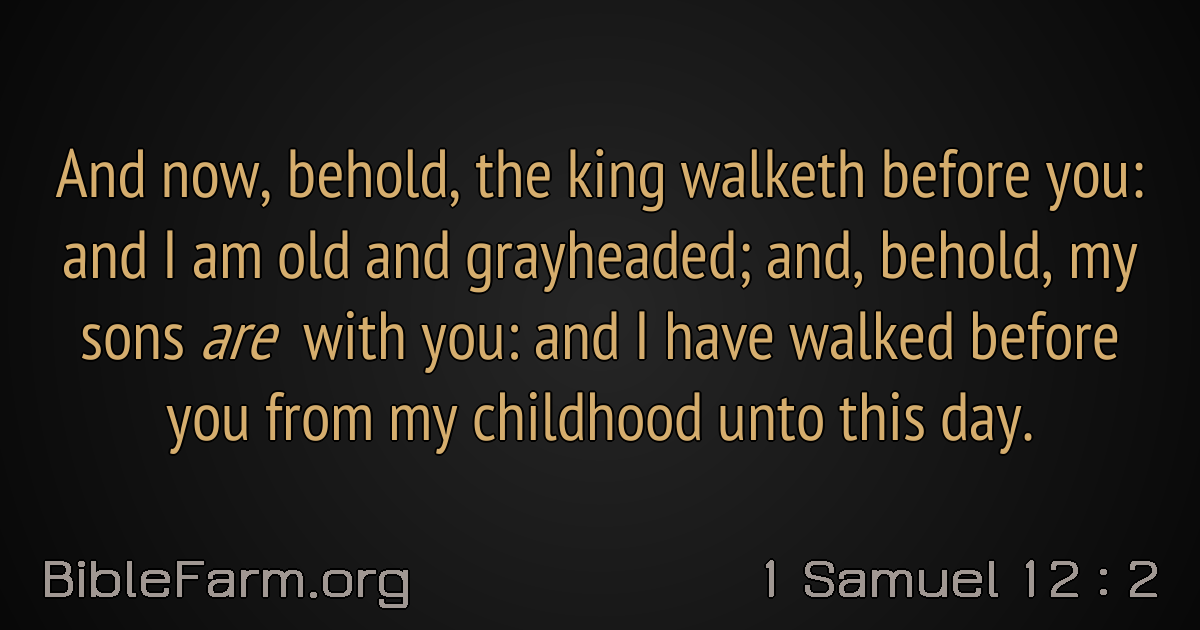 And now, behold, the king walketh before you:
and I am old and grayheaded; and, behold, my
sons are with you: and I have walked before
you from my childhood unto this day.
BibleFarm.org
1 Samuel 12 : 2